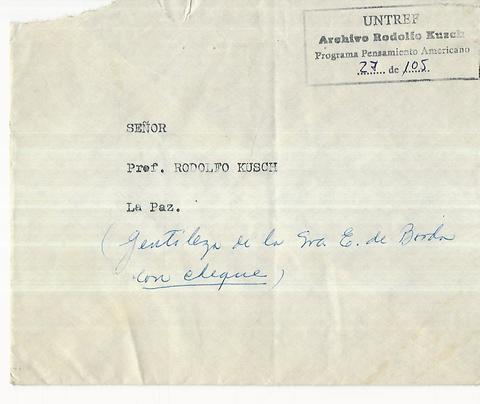 UNTREF
Archivo Rodolfo Kusch
Programa Pensamiento Americano
27 de 105
SEÑOR
Prof. RODOLFO KUSCH
La Paz.
(Gentileza de la Sra E. de Borda
con cheque)